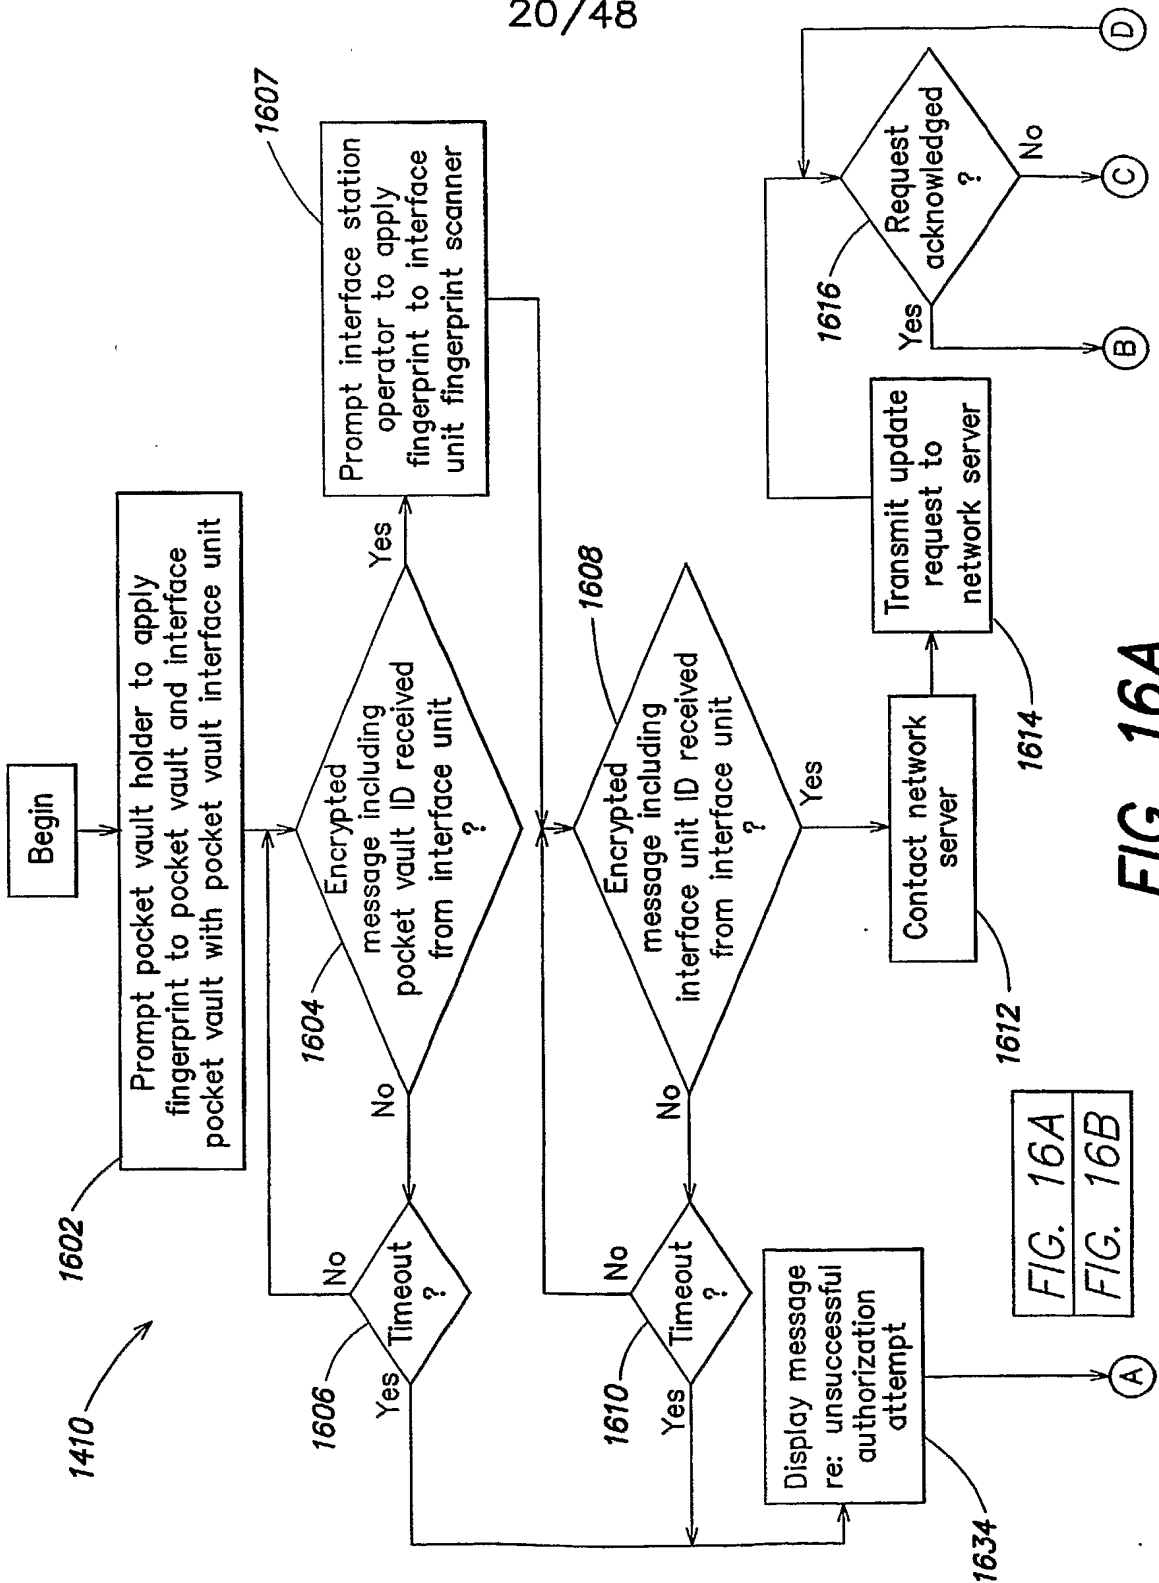 20/48
1410
Begin
1602
Prompt pocket vault holder to apply
fingerprint to pocket vault and interface
pocket vault with pocket vault interface unit
1604
Encrypted
message including
pocket vault ID received
from interface unit
?
Yes
No
1606
Timeout
?
No
Yes
1607
Prompt interface station
operator to apply
fingerprint to interface
unit fingerprint scanner
1608
Encrypted
message including
interface unit ID received
from interface unit
?
Yes
No
1610
Timeout
?
No
Yes
1634
Display message
re: unsuccessful
authorization
attempt
A
1612
Contact network
server
1614
Transmit update
request to
network server
1616
Request
acknowledged
?
Yes
No
B
C
D
FIG. 16A
FIG. 16B
FIG. 16A